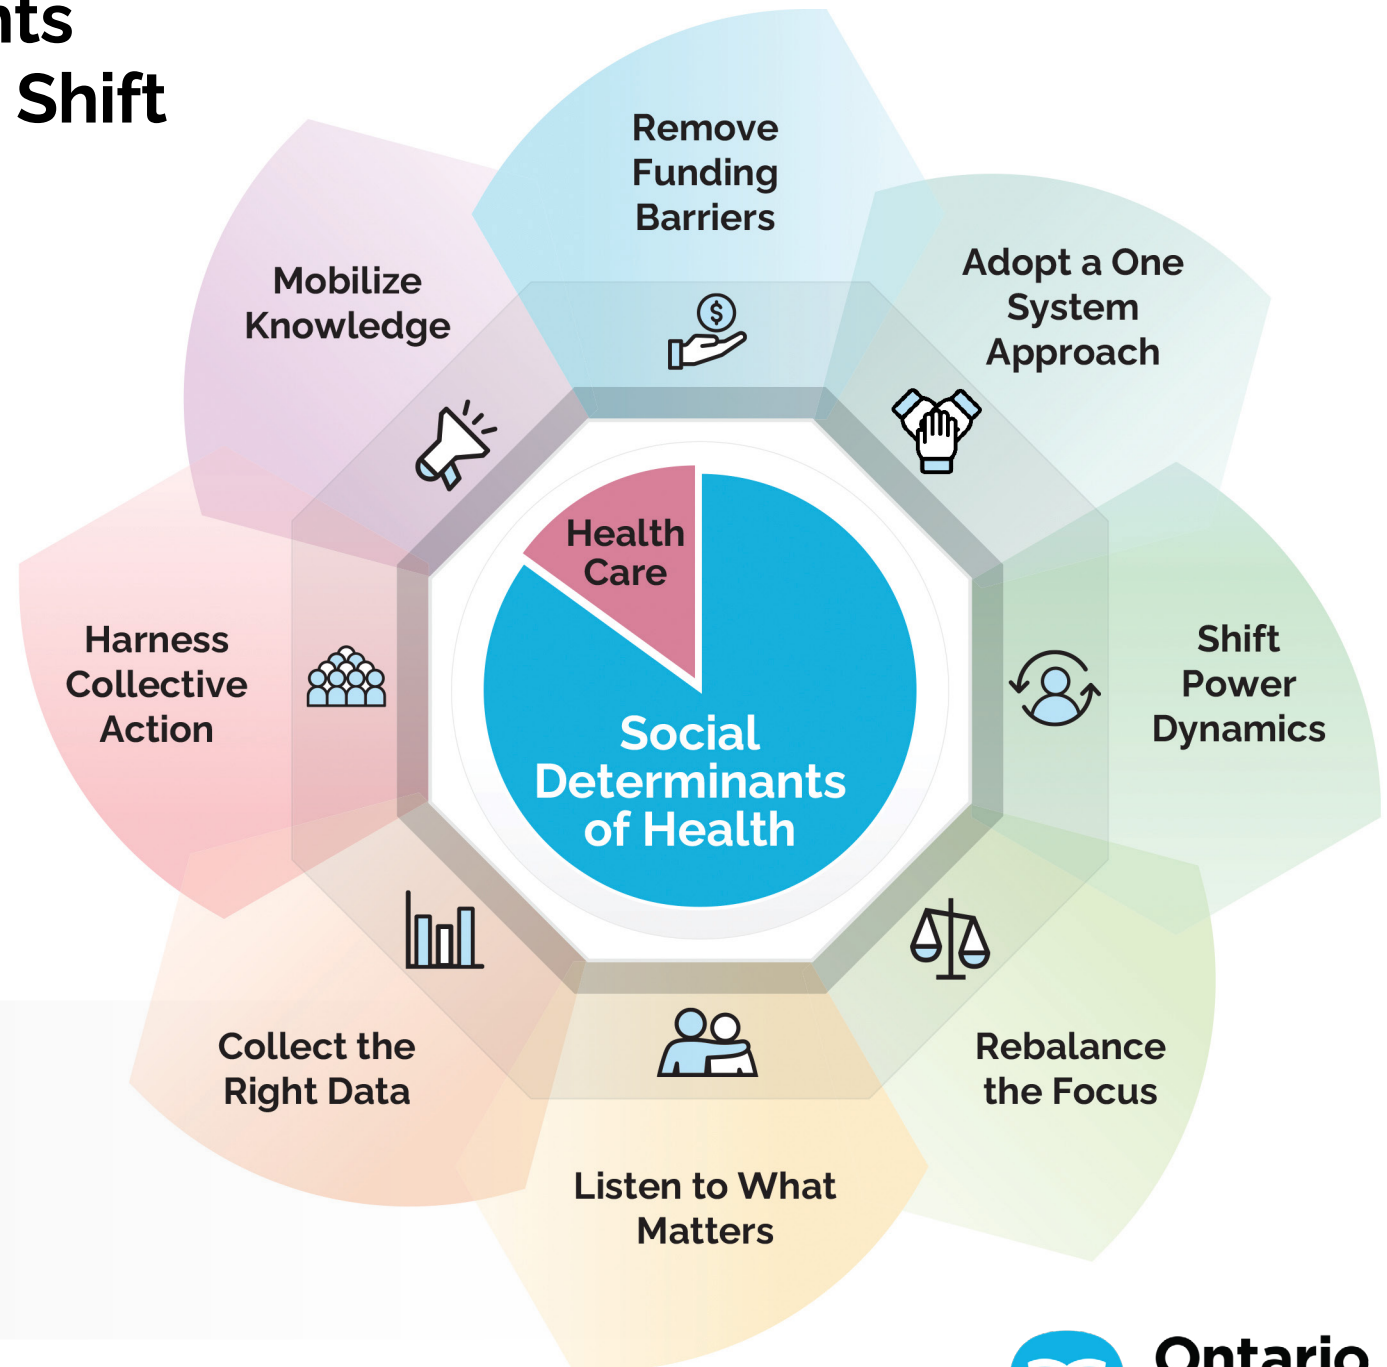 nts
Shift
Remove
Funding
Barriers
Adopt a One
System
Approach
Shift
Power
Dynamics
Rebalance
the Focus
Listen to What
Matters
Collect the
Right Data
Harness
Collective
Action
Mobilize
Knowledge
$
Health
Care
Social
Determinants
of Health
Ontario